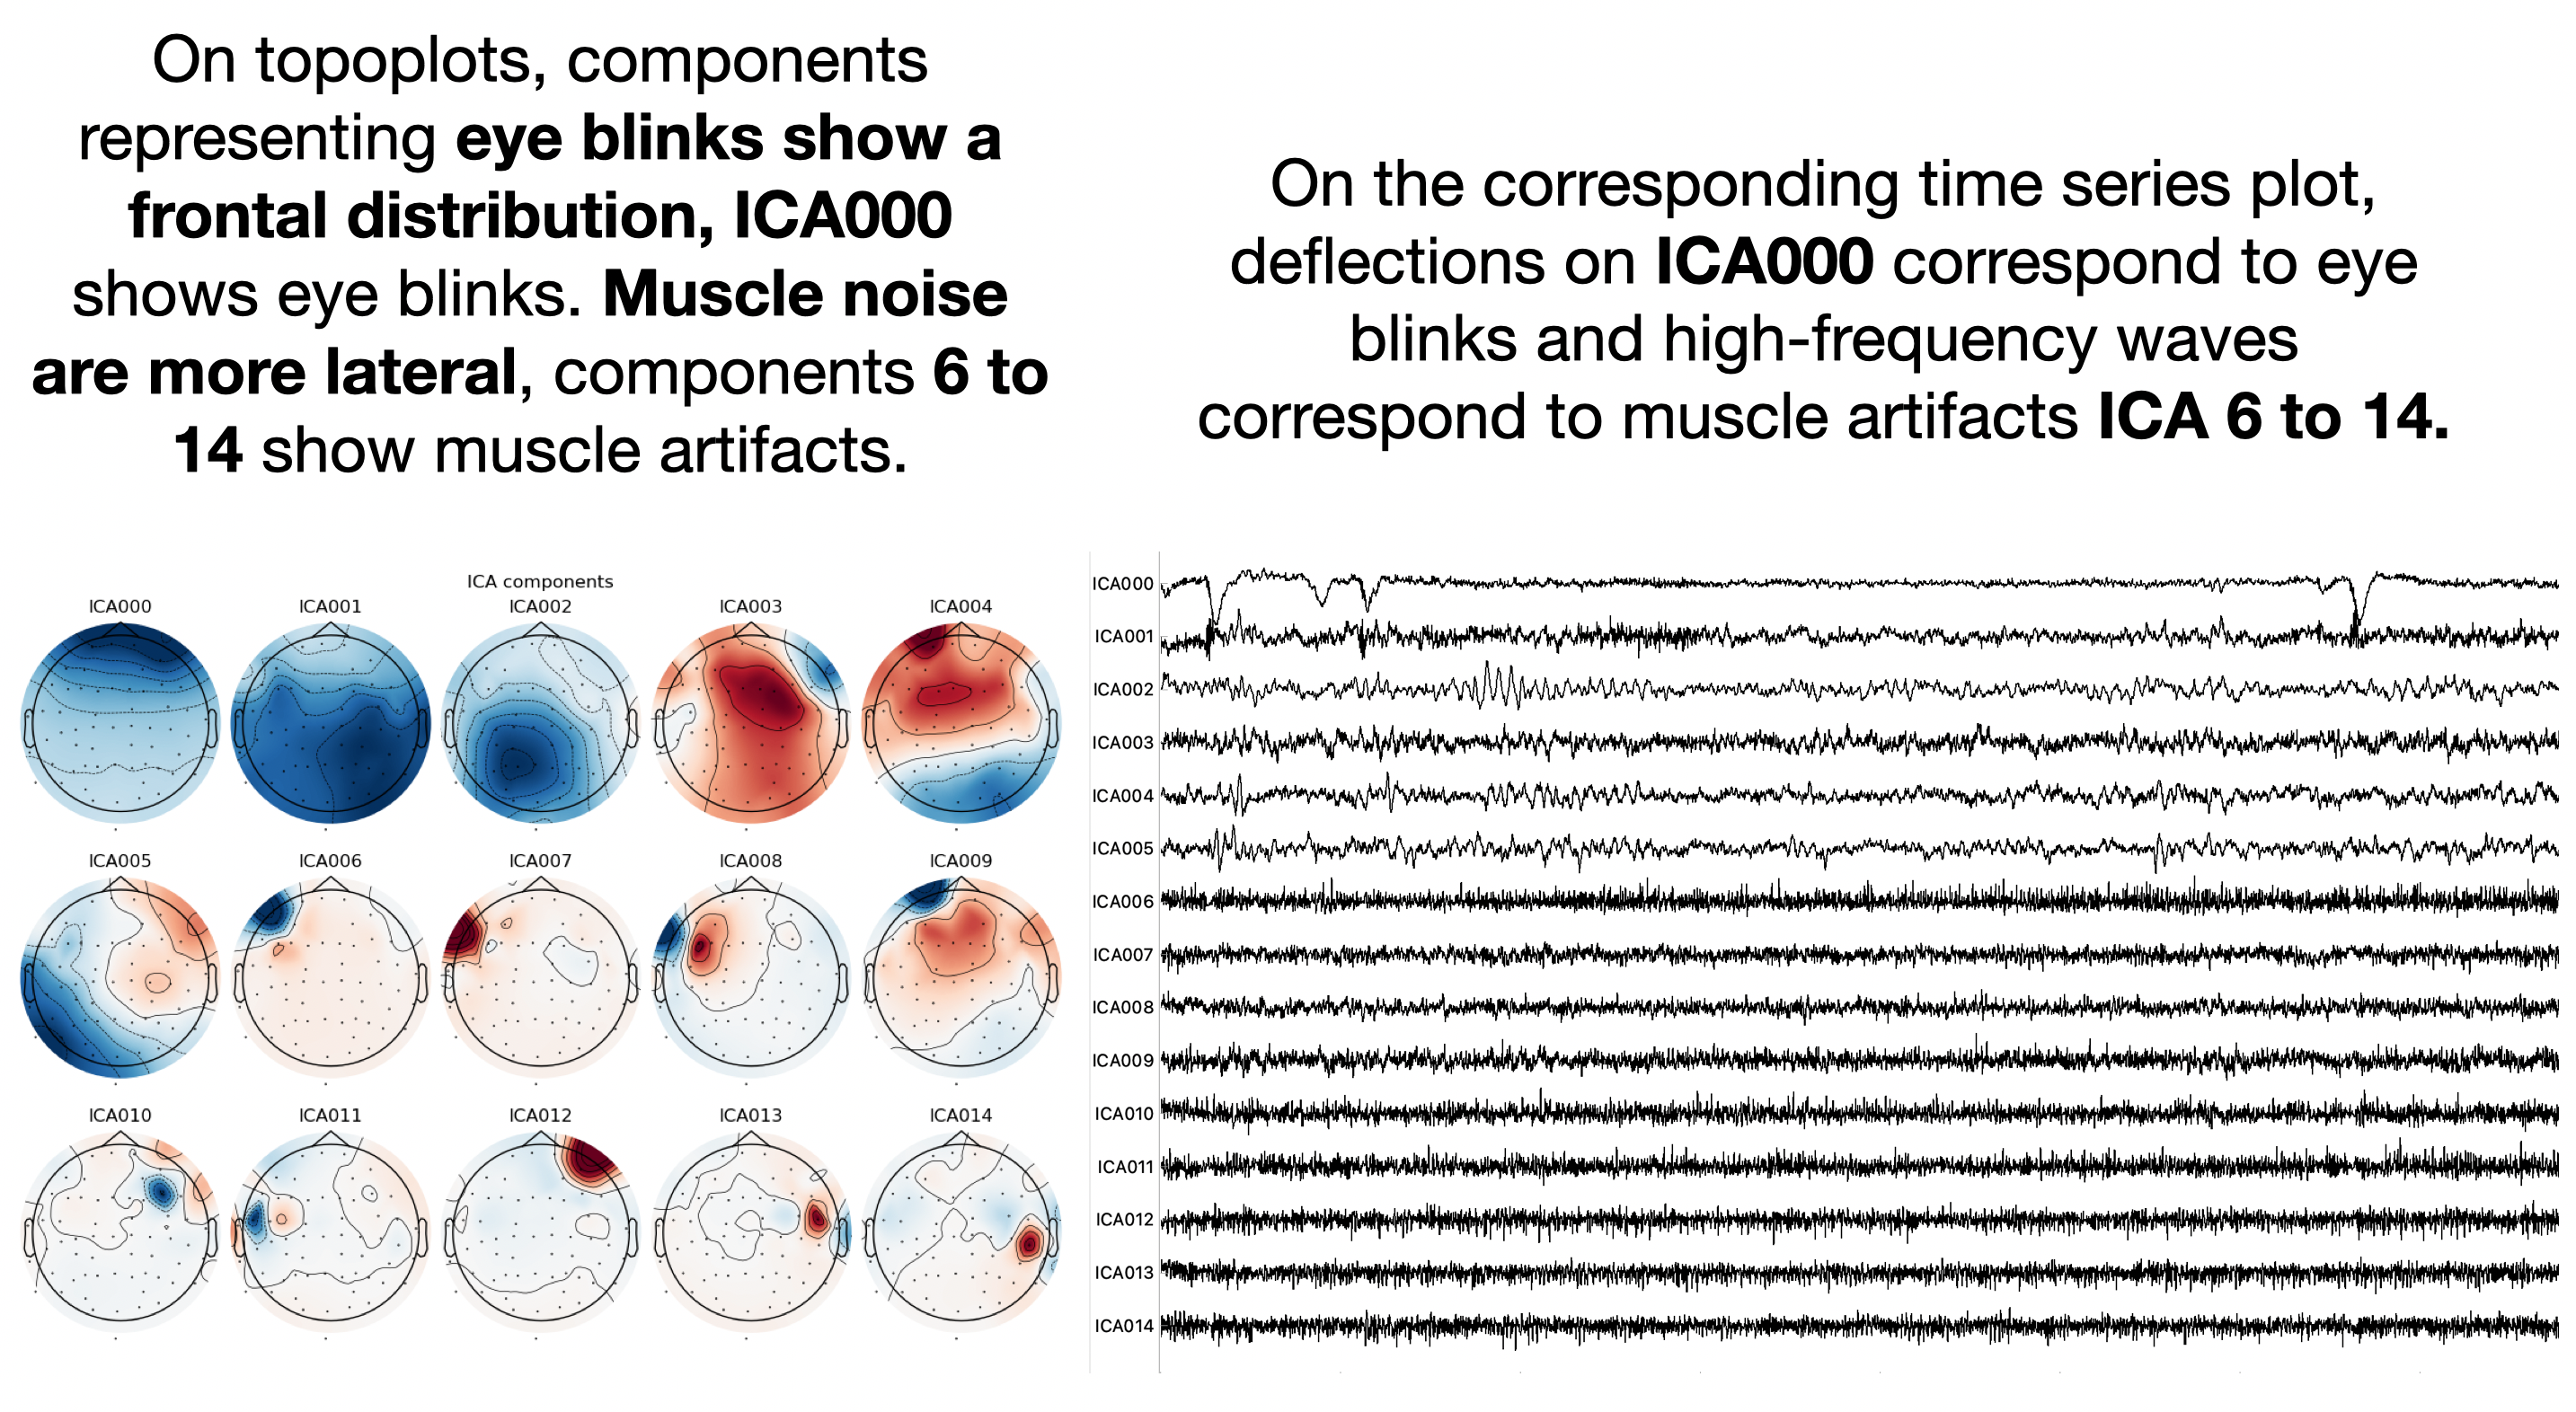 On topoplots, components
representing eye blinks show a
frontal distribution, ICA000
shows eye blinks. Muscle noise
are more lateral, components 6 to
14 show muscle artifacts.
On the corresponding time series plot,
deflections on ICA000 correspond to eye
blinks and high-frequency waves
correspond to muscle artifacts ICA 6 to 14.
ICA components
ICA000 ICA001 ICA002 ICA003 ICA004
ICA005 ICA006 ICA007 ICA008 ICA009
ICA010 ICA011 ICA012 ICA013 ICA014
ICA000
ICA001
ICA002
ICA003
ICA004
ICA005
ICA006
ICA007
ICA008
ICA009
ICA010
ICA011
ICA012
ICA013
ICA014